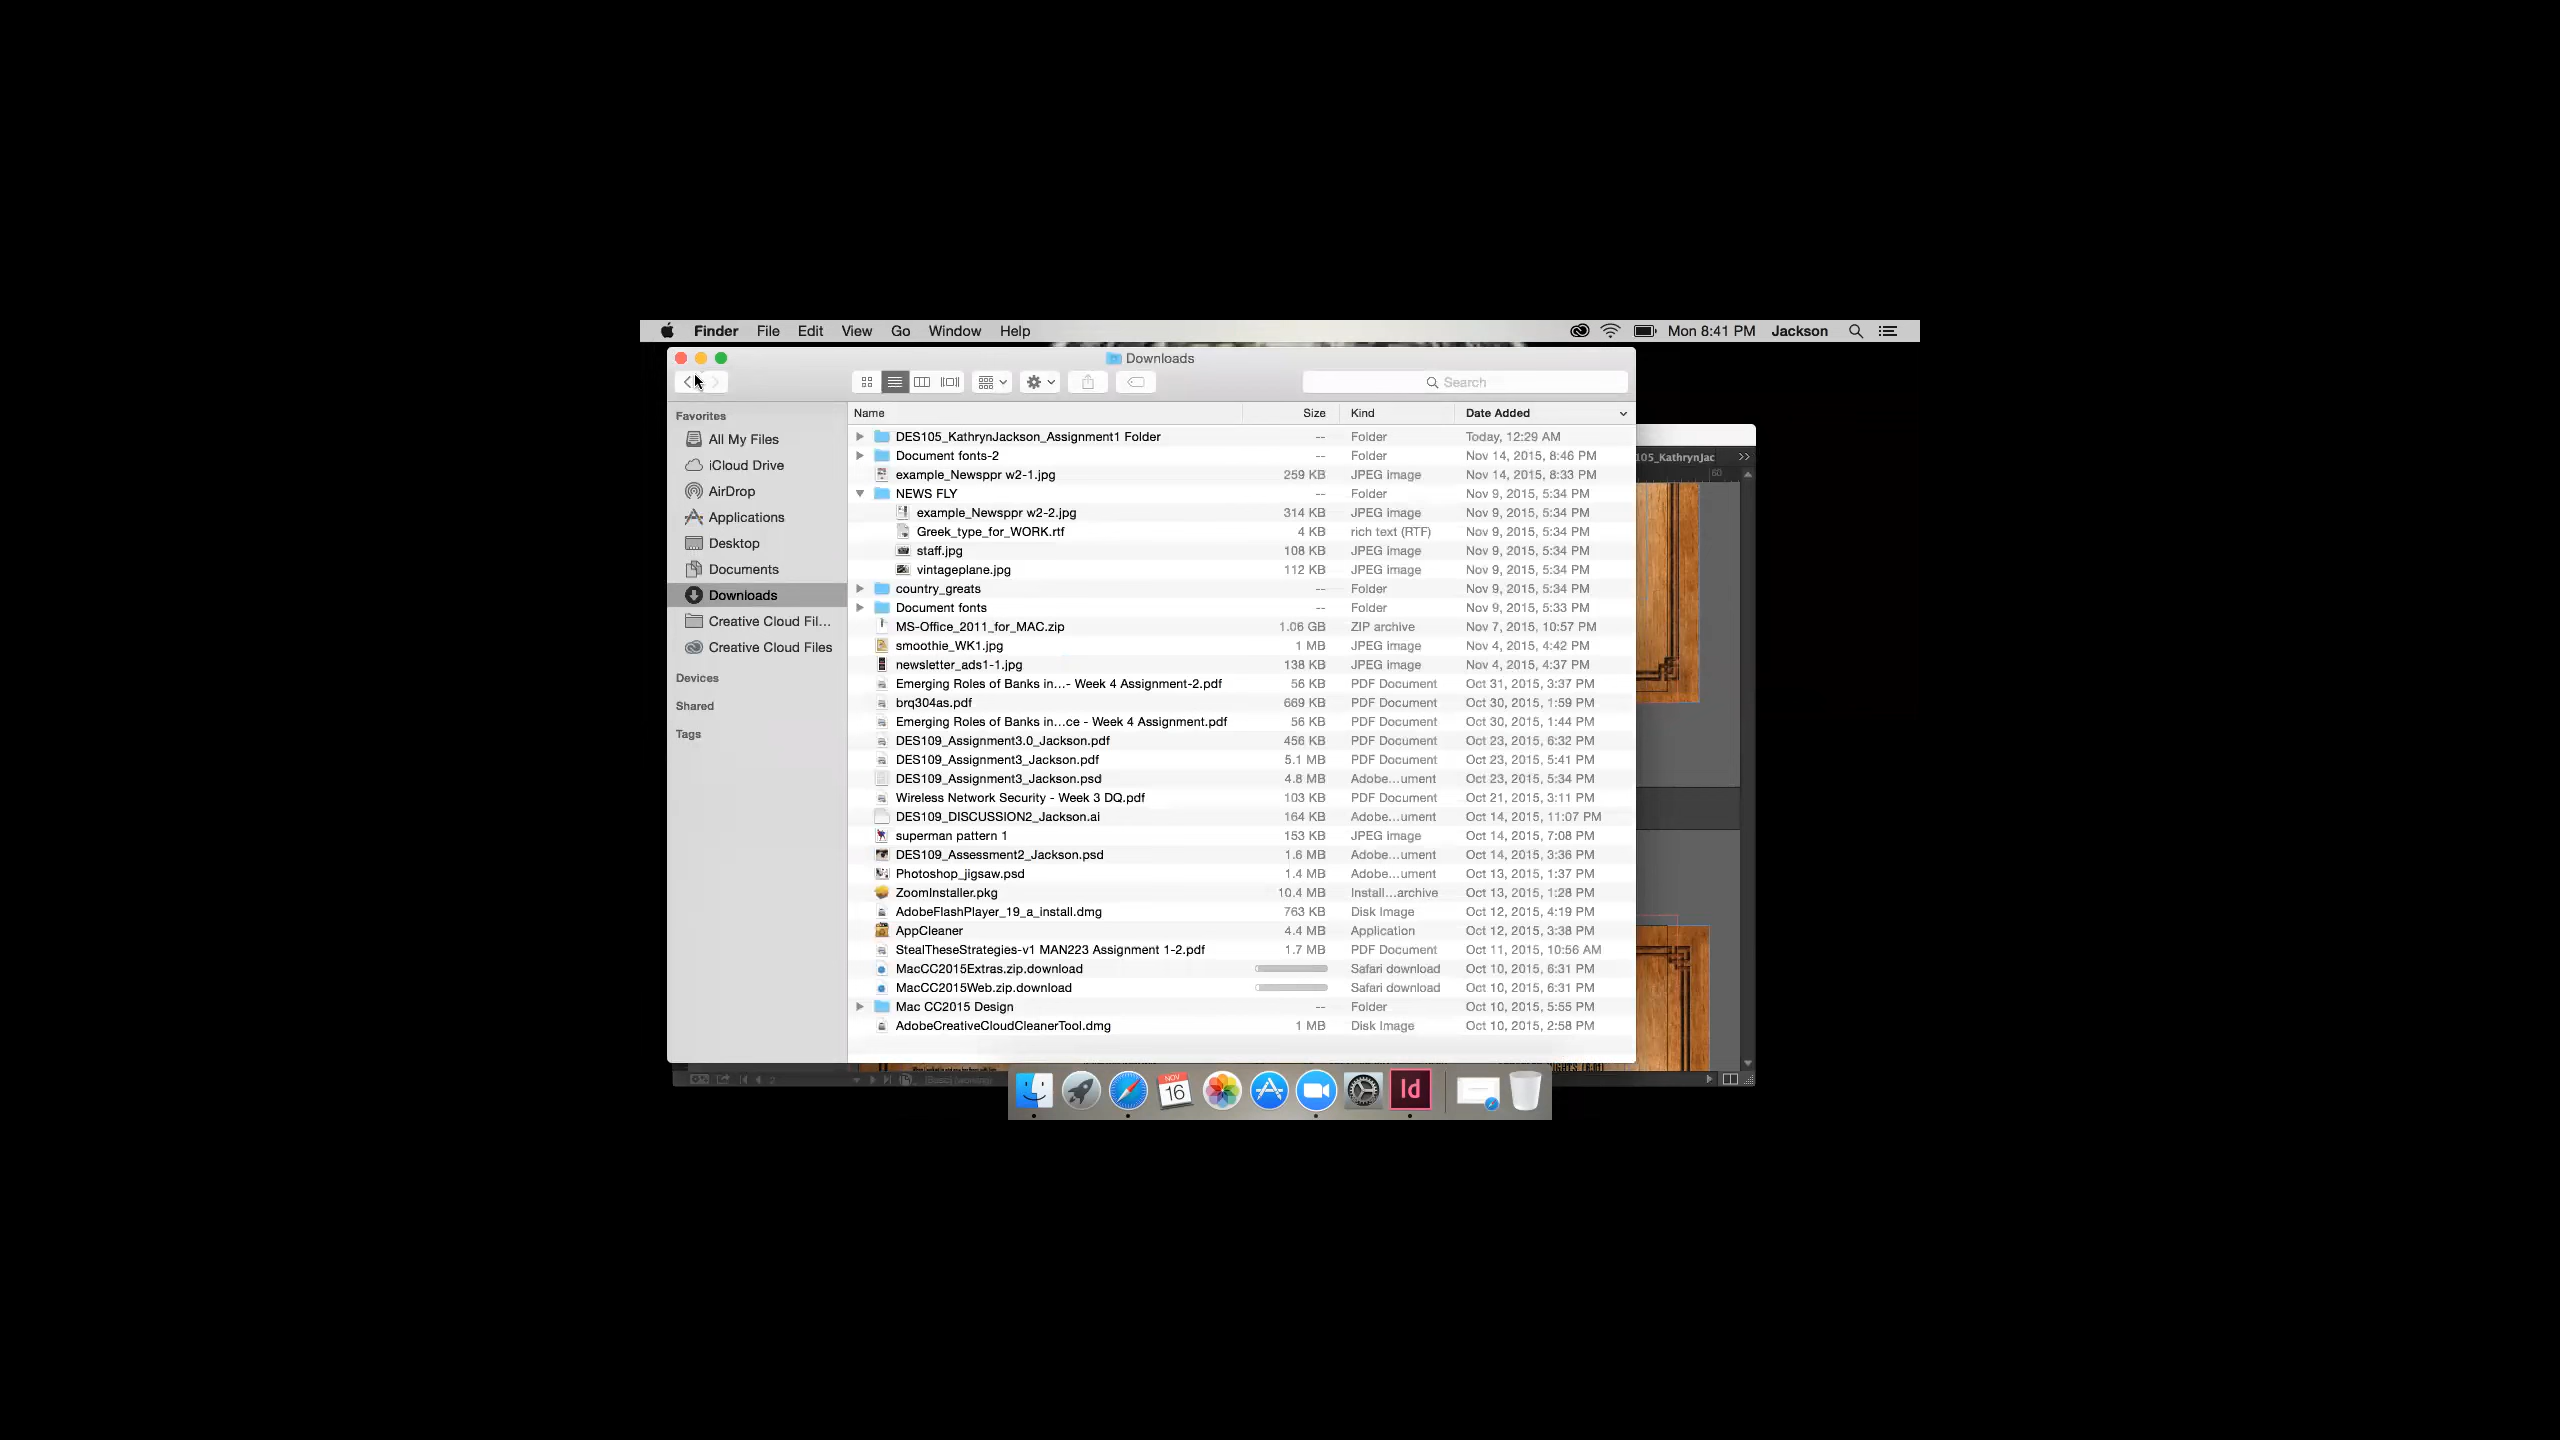 Finder File Edit View Go Window Help Mon 8:41 PM Jackson
Downloads
Search
Favorites
All My Files
iCloud Drive
AirDrop
Applications
Desktop
Documents
Downloads
Creative Cloud Fil...
Creative Cloud Files
Devices
Shared
Tags
Name Size Kind Date Added
DES105_KathrynJackson_Assignment1 Folder -- Folder Today, 12:29 AM
Document fonts-2 -- Folder Nov 14, 2015, 8:46 PM
example_Newsppr w2-1.jpg 259 KB JPEG image Nov 14, 2015, 8:33 PM
NEWS FLY -- Folder Nov 9, 2015, 5:34 PM
example_Newsppr w2-2.jpg 314 KB JPEG image Nov 9, 2015, 5:34 PM
Greek_type_for_WORK.rtf 4 KB rich text (RTF) Nov 9, 2015, 5:34 PM
staff.jpg 108 KB JPEG image Nov 9, 2015, 5:34 PM
vintageplane.jpg 112 KB JPEG image Nov 9, 2015, 5:34 PM
country_greats -- Folder Nov 9, 2015, 5:34 PM
Document fonts -- Folder Nov 9, 2015, 5:33 PM
MS-Office_2011_for_MAC.zip 1.06 GB ZIP archive Nov 7, 2015, 10:57 PM
smoothie_WK1.jpg 1 MB JPEG image Nov 4, 2015, 4:42 PM
newsletter_ads1-1.jpg 138 KB JPEG image Nov 4, 2015, 4:37 PM
Emerging Roles of Banks in...- Week 4 Assignment-2.pdf 56 KB PDF Document Oct 31, 2015, 3:37 PM
brq304as.pdf 669 KB PDF Document Oct 30, 2015, 1:59 PM
Emerging Roles of Banks in...ce - Week 4 Assignment.pdf 56 KB PDF Document Oct 30, 2015, 1:44 PM
DES109_Assignment3.0_Jackson.pdf 456 KB PDF Document Oct 23, 2015, 6:32 PM
DES109_Assignment3_Jackson.pdf 5.1 MB PDF Document Oct 23, 2015, 5:41 PM
DES109_Assignment3_Jackson.psd 4.8 MB Adobe...ument Oct 23, 2015, 5:34 PM
Wireless Network Security - Week 3 DQ.pdf 103 KB PDF Document Oct 21, 2015, 3:11 PM
DES109_DISCUSSION2_Jackson.ai 164 KB Adobe...ument Oct 14, 2015, 11:07 PM
superman pattern 1 153 KB JPEG image Oct 14, 2015, 7:08 PM
DES109_Assessment2_Jackson.psd 1.6 MB Adobe...ument Oct 14, 2015, 3:36 PM
Photoshop_jigsaw.psd 1.4 MB Adobe...ument Oct 13, 2015, 1:37 PM
ZoomInstaller.pkg 10.4 MB Install...archive Oct 13, 2015, 1:28 PM
AdobeFlashPlayer_19_a_install.dmg 763 KB Disk Image Oct 12, 2015, 4:19 PM
AppCleaner 4.4 MB Application Oct 12, 2015, 3:38 PM
StealTheseStrategies-v1 MAN223 Assignment 1-2.pdf 1.7 MB PDF Document Oct 11, 2015, 10:56 AM
MacCC2015Extras.zip.download Safari download Oct 10, 2015, 6:31 PM
MacCC2015Web.zip.download Safari download Oct 10, 2015, 6:31 PM
Mac CC2015 Design -- Folder Oct 10, 2015, 5:55 PM
AdobeCreativeCloudCleanerTool.dmg 1 MB Disk Image Oct 10, 2015, 2:58 PM
105_KathrynJac
60
2
NOV
16
Id